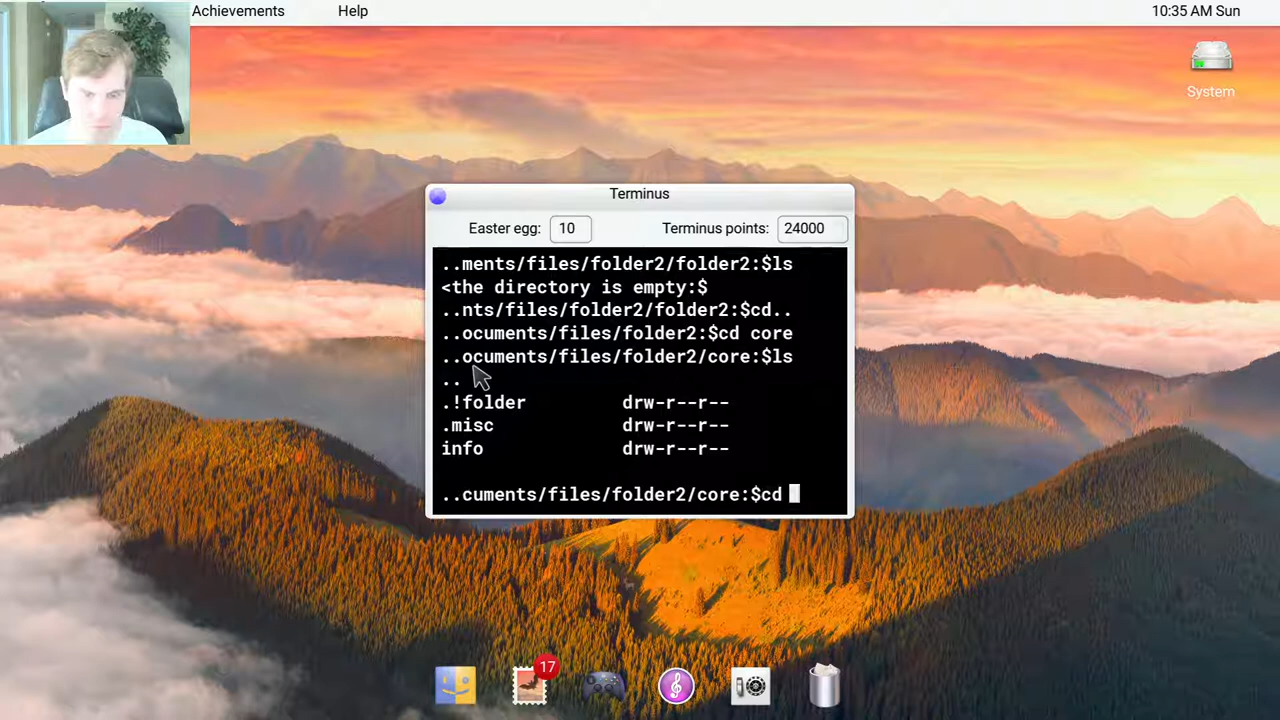 Achievements Help 10:35 AM Sun
System
Terminus
Easter egg: 10 Terminus points: 24000
..ments/files/folder2/folder2:$ls
<the directory is empty:$
..nts/files/folder2/folder2:$cd..
..ocuments/files/folder2:$cd core
..ocuments/files/folder2/core:$ls
..
.!folder drw-r--r--
.misc drw-r--r--
info drw-r--r--
..cuments/files/folder2/core:$cd
17